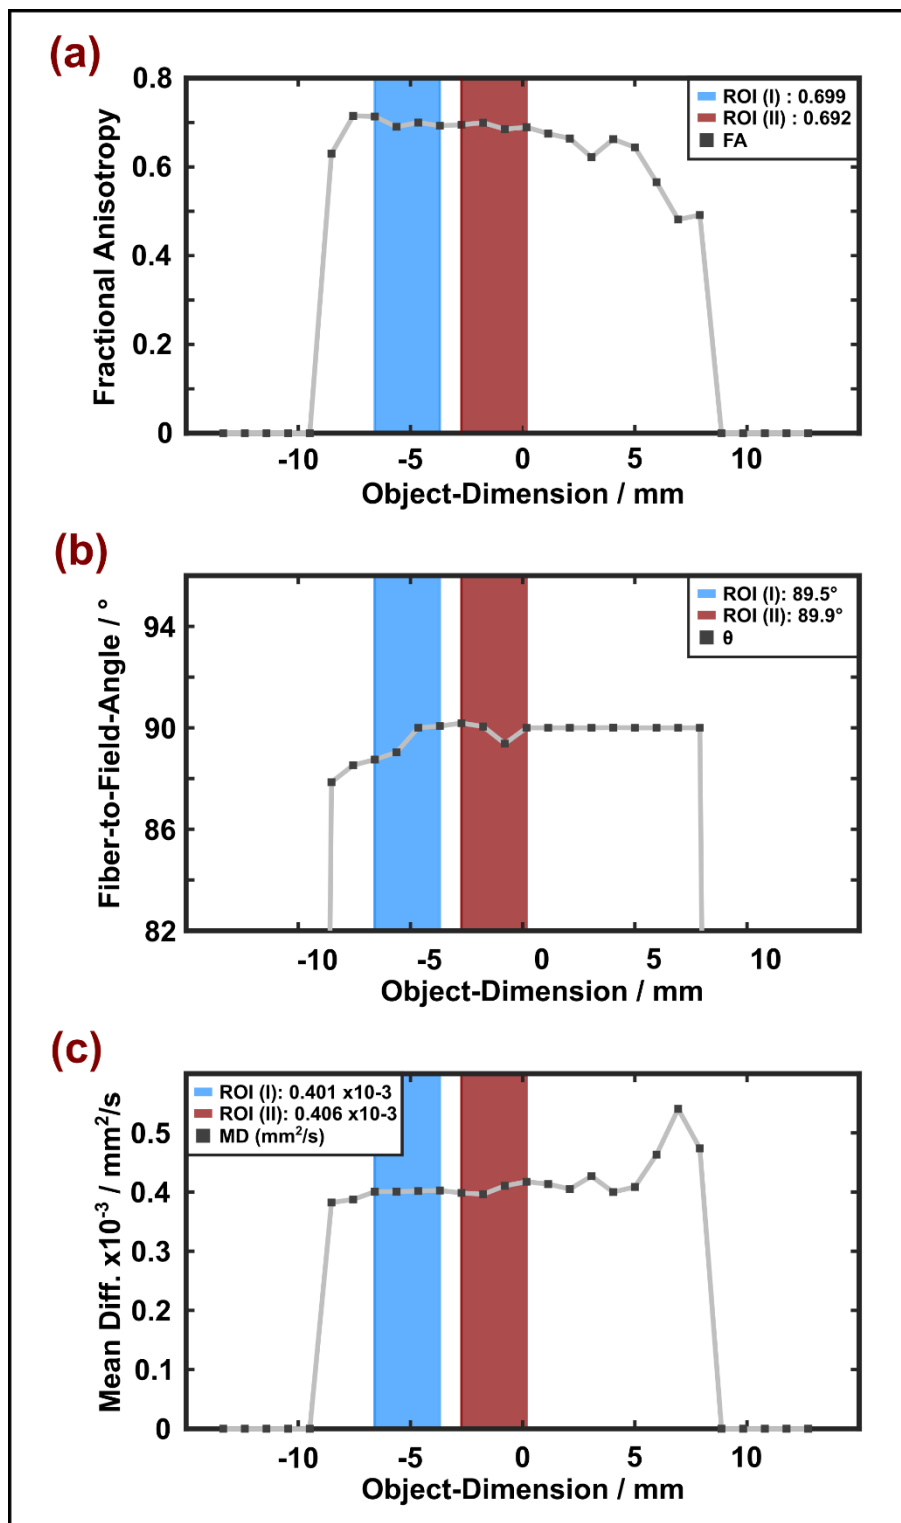 (a)
Fractional Anisotropy
0.8
0.6
0.4
0.2
0
ROI (I) : 0.699
ROI (II) : 0.692
FA
-10 -5 0 5 10
Object-Dimension / mm
(b)
Fiber-to-Field-Angle / °
94
90
86
82
ROI (I): 89.5°
ROI (II): 89.9°
θ
-10 -5 0 5 10
Object-Dimension / mm
(c)
Mean Diff. x10⁻³ / mm²/s
0.5
0.4
0.3
0.2
0.1
0
ROI (I): 0.401 x10-3
ROI (II): 0.406 x10-3
MD (mm²/s)
-10 -5 0 5 10
Object-Dimension / mm